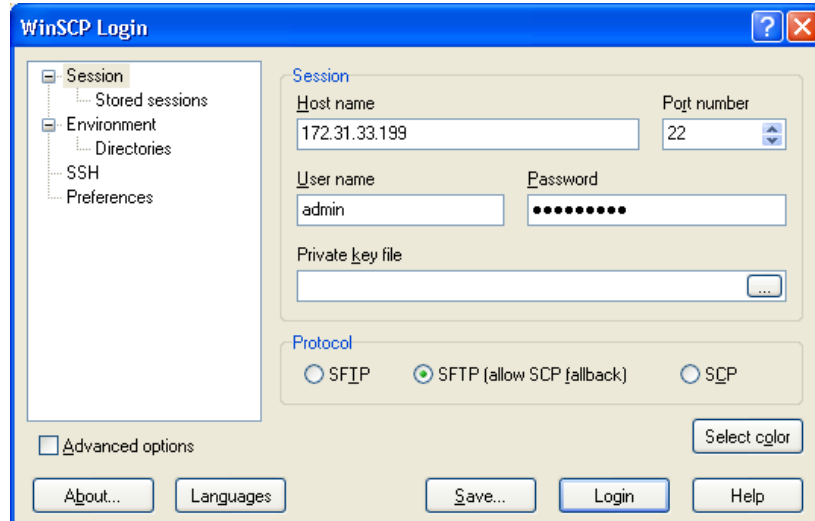 WinSCP Login
Session
Stored sessions
Environment
Directories
SSH
Preferences
Advanced options
Session
Host name
Port number
172.31.33.199
22
User name
Password
admin
●●●●●●●●●
Private key file
...
Protocol
SFTP
SFTP (allow SCP fallback)
SCP
Select color
About...
Languages
Save...
Login
Help